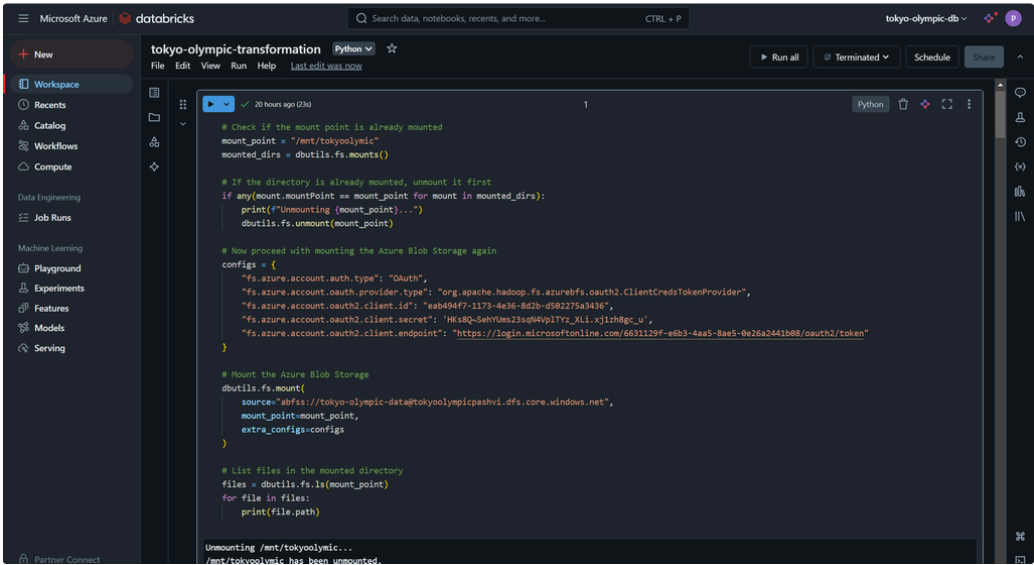 Microsoft Azure databricks
Search data, notebooks, recents, and more...
CTRL + P
tokyo-olympic-db
P
New
Workspace
Recents
Catalog
Workflows
Compute
Data Engineering
Job Runs
Machine Learning
Playground
Experiments
Features
Models
Serving
Partner Connect
tokyo-olympic-transformation Python
File Edit View Run Help Last edit was now
Run all Terminated Schedule Share
20 hours ago (23s)
1
Python
# Check if the mount point is already mounted
mount_point = "/mnt/tokyoolymic"
mounted_dirs = dbutils.fs.mounts()
# If the directory is already mounted, unmount it first
if any(mount.mountPoint == mount_point for mount in mounted_dirs):
print(f"Unmounting {mount_point}...")
dbutils.fs.unmount(mount_point)
# Now proceed with mounting the Azure Blob Storage again
configs = {
"fs.azure.account.auth.type": "OAuth",
"fs.azure.account.oauth.provider.type": "org.apache.hadoop.fs.azurebfs.oauth2.ClientCredsTokenProvider",
"fs.azure.account.oauth2.client.id": "eab494f7-1173-4e36-8d2b-d502275a3436",
"fs.azure.account.oauth2.client.secret": 'HKs8Q~SehYUms23sqN4VplTYz_XLi.xj1zh8gc_u',
"fs.azure.account.oauth2.client.endpoint": "https://login.microsoftonline.com/6631129f-e6b3-4aa5-8ae5-0e26a2441b08/oauth2/token"
}
# Mount the Azure Blob Storage
dbutils.fs.mount(
source="abfss://tokyo-olympic-data@tokyoolympicpashvi.dfs.core.windows.net",
mount_point=mount_point,
extra_configs=configs
)
# List files in the mounted directory
files = dbutils.fs.ls(mount_point)
for file in files:
print(file.path)
Unmounting /mnt/tokyoolymic...
/mnt/tokyoolymic has been unmounted.